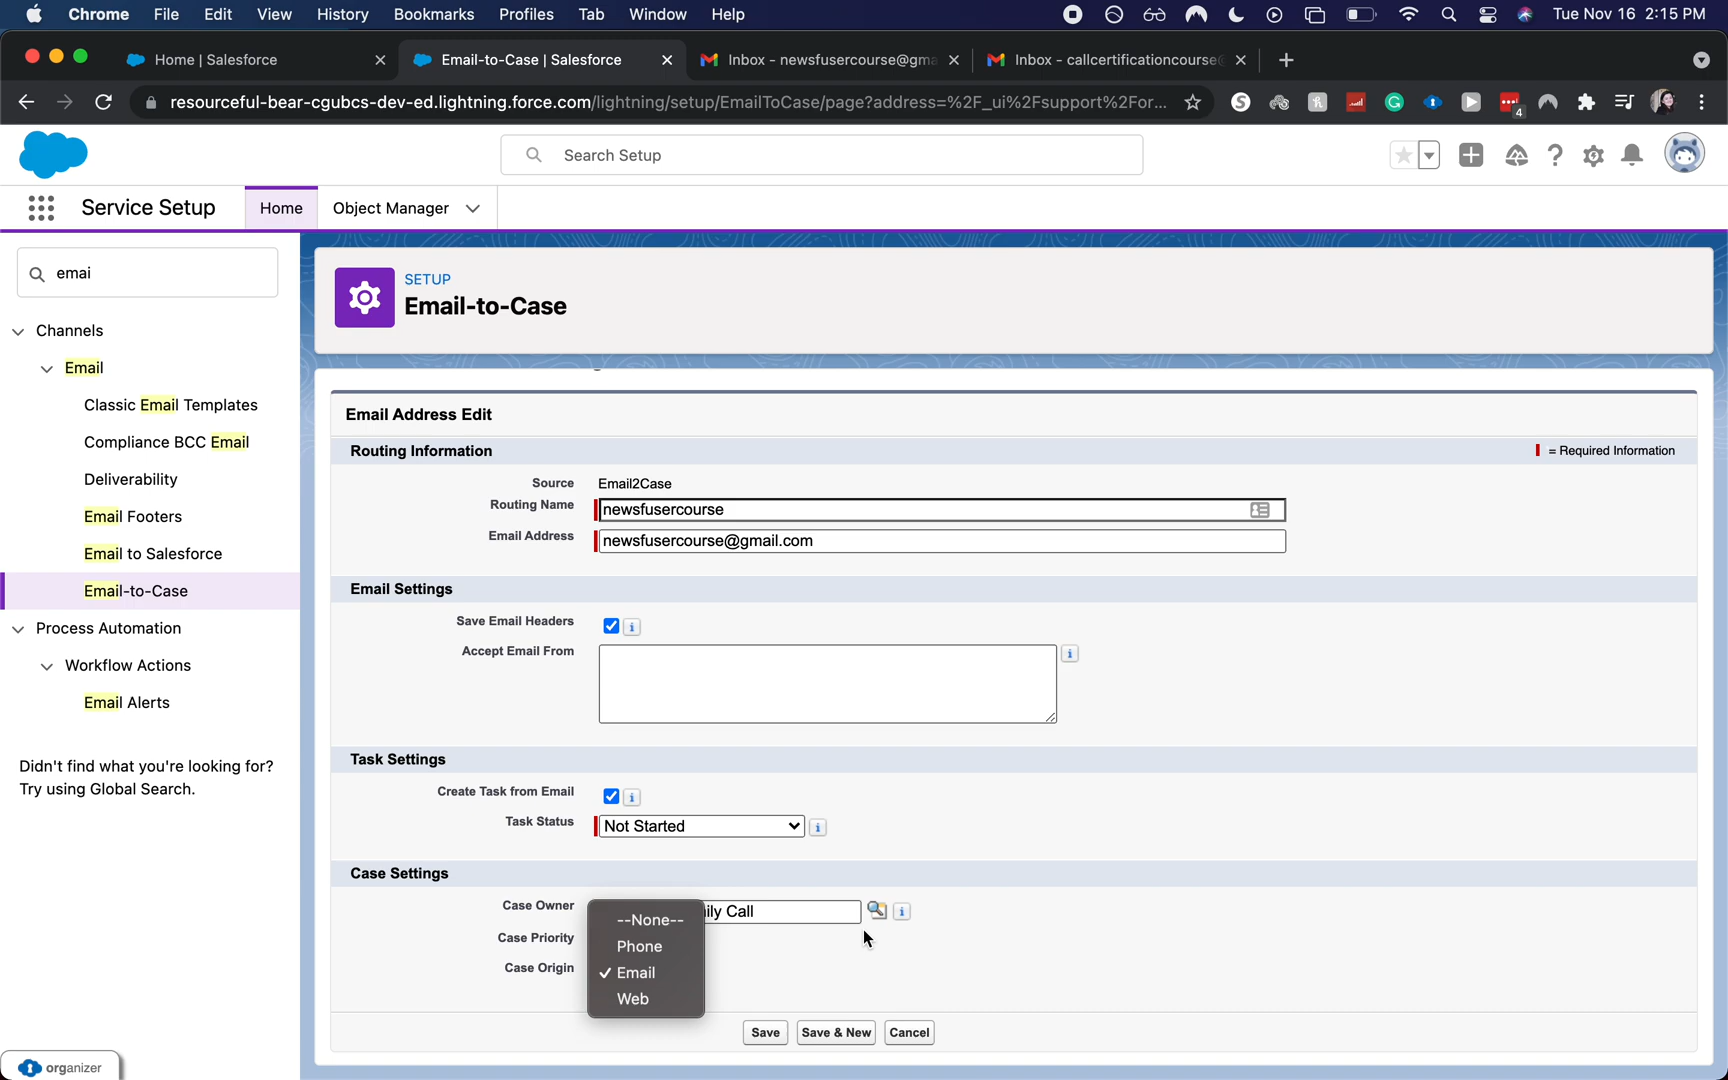 Chrome File Edit View History Bookmarks Profiles Tab Window Help Tue Nov 16 2:15 PM
Home | Salesforce Email-to-Case | Salesforce Inbox - newsfusercourse@gma Inbox - callcertificationcourse
resourceful-bear-cgubcs-dev-ed.lightning.force.com/lightning/setup/EmailToCase/page?address=%2F_ui%2Fsupport%2For... 4
Search Setup
Service Setup Home Object Manager
emai
Channels
Email
Classic Email Templates
Compliance BCC Email
Deliverability
Email Footers
Email to Salesforce
Email-to-Case
Process Automation
Workflow Actions
Email Alerts
Didn't find what you're looking for?
Try using Global Search.
organizer
SETUP
Email-to-Case
Email Address Edit
Routing Information = Required Information
Source Email2Case
Routing Name newsfusercourse
Email Address newsfusercourse@gmail.com
Email Settings
Save Email Headers
Accept Email From
Task Settings
Create Task from Email
Task Status Not Started
Case Settings
Case Owner Call
Case Priority
Case Origin
--None--
Phone
Email
Web
Save Save & New Cancel